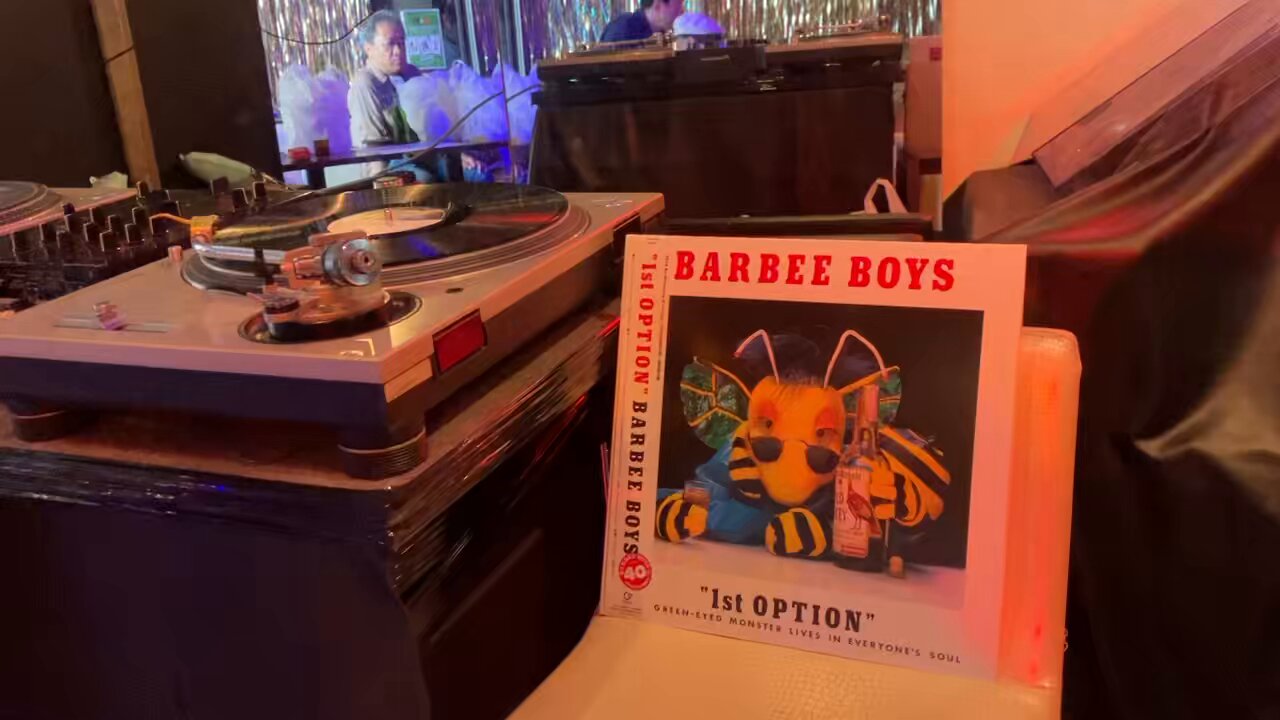 BARBEE BOYS
"1st OPTION" BARBEE BOYS
40
"1st OPTION"
GREEN-EYED MONSTER LIVES IN EVERYONE'S SOUL